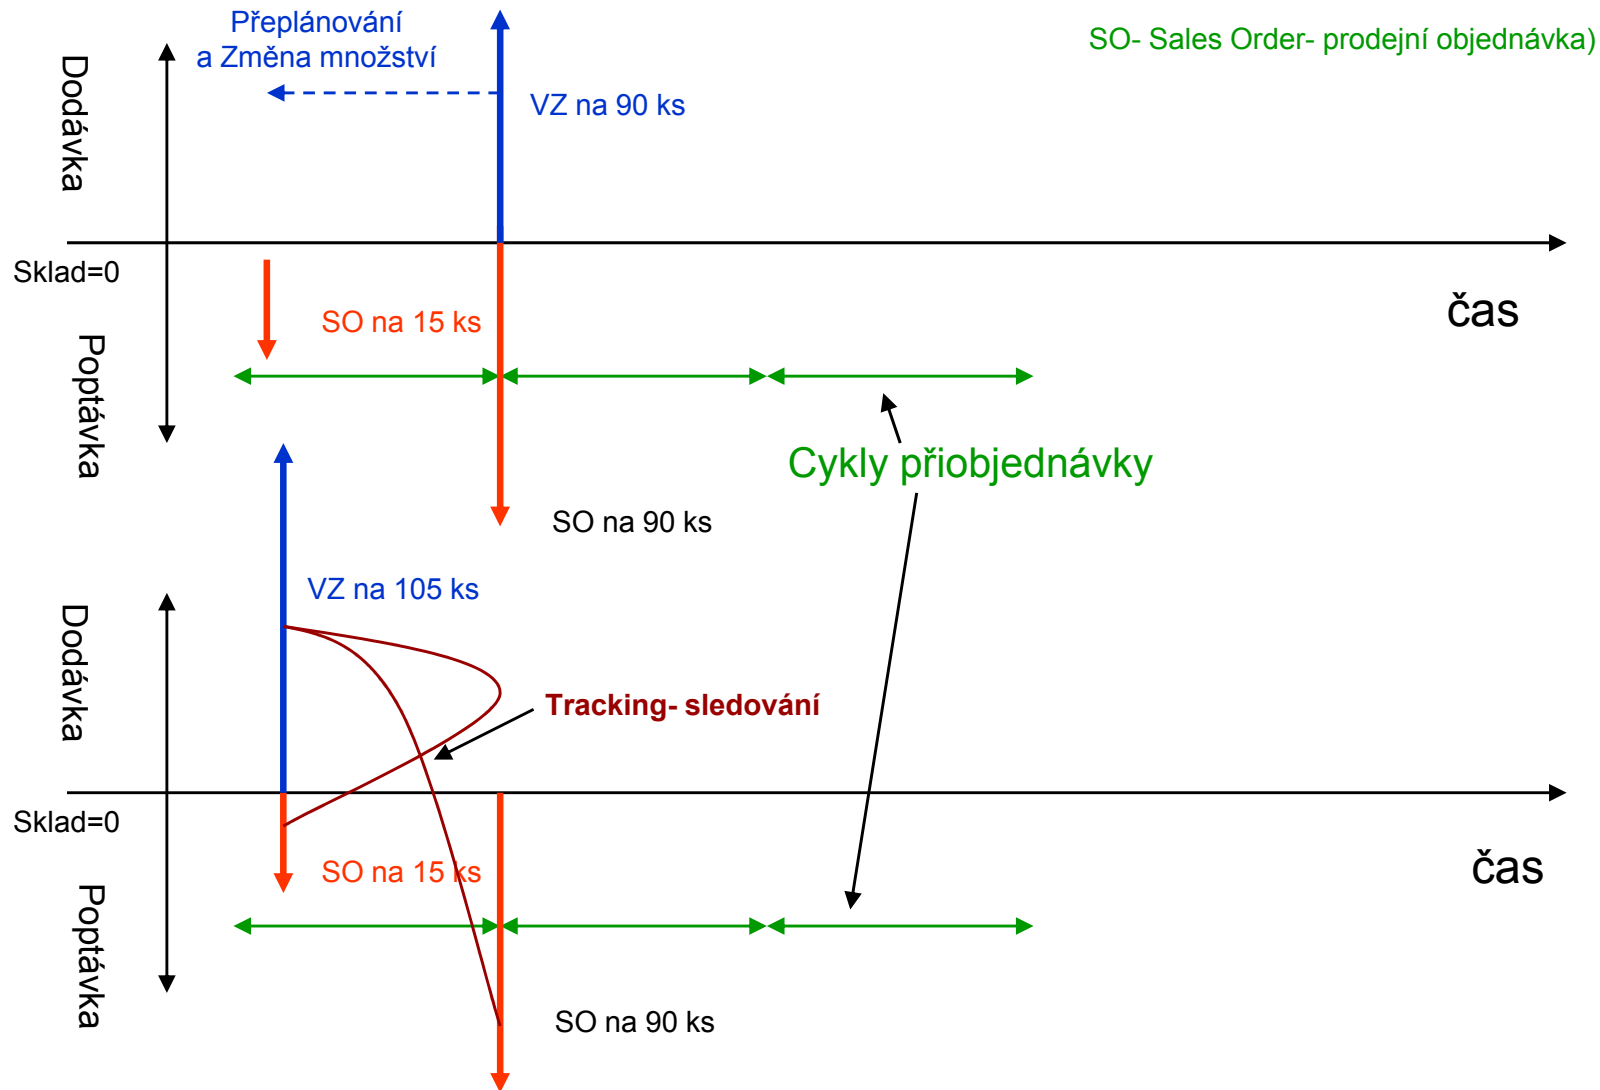 Přeplánování
a Změna množství
SO- Sales Order- prodejní objednávka)
Dodávka
VZ na 90 ks
Sklad=0
čas
SO na 15 ks
Poptávka
Cykly přiobjednávky
SO na 90 ks
VZ na 105 ks
Dodávka
Tracking- sledování
Sklad=0
čas
SO na 15 ks
Poptávka
SO na 90 ks